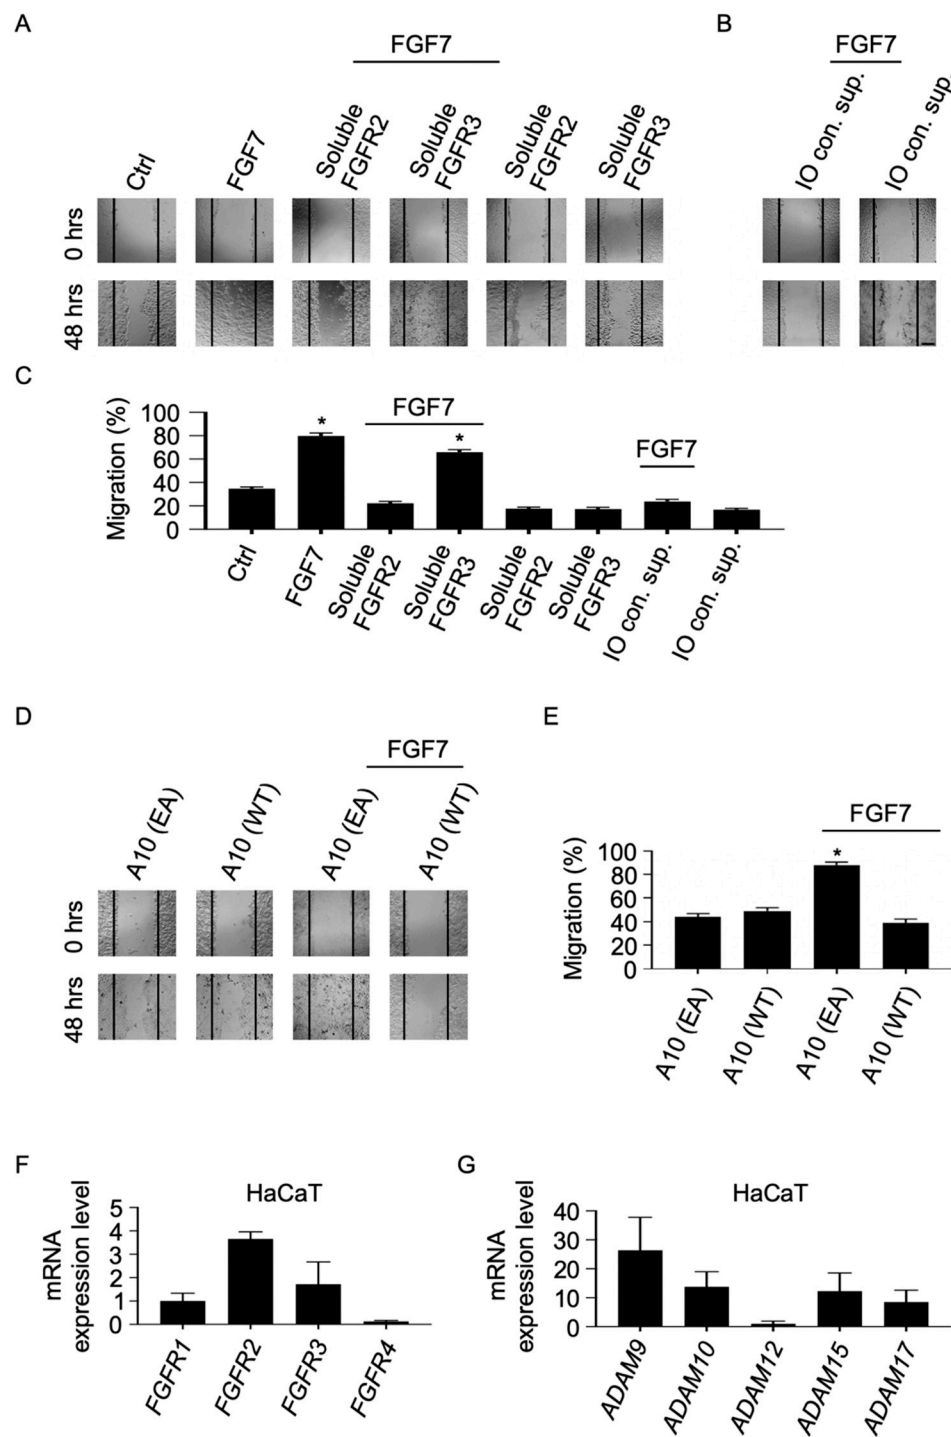 A
B
FGF7
FGF7
Ctrl
FGF7
Soluble
FGFR2
Soluble
FGFR3
Soluble
FGFR2
Soluble
FGFR3
IO con. sup.
IO con. sup.
0 hrs
48 hrs
C
Migration (%)
100
80
60
40
20
0
*
FGF7
*
FGF7
Ctrl
FGF7
Soluble
FGFR2
Soluble
FGFR3
Soluble
FGFR2
Soluble
FGFR3
IO con. sup.
IO con. sup.
D
FGF7
A10 (EA)
A10 (WT)
A10 (EA)
A10 (WT)
0 hrs
48 hrs
E
FGF7
Migration (%)
100
80
60
40
20
0
*
A10 (EA)
A10 (WT)
A10 (EA)
A10 (WT)
F
HaCaT
mRNA
expression level
5
4
3
2
1
0
FGFR1
FGFR2
FGFR3
FGFR4
G
HaCaT
mRNA
expression level
40
30
20
10
0
ADAM9
ADAM10
ADAM12
ADAM15
ADAM17